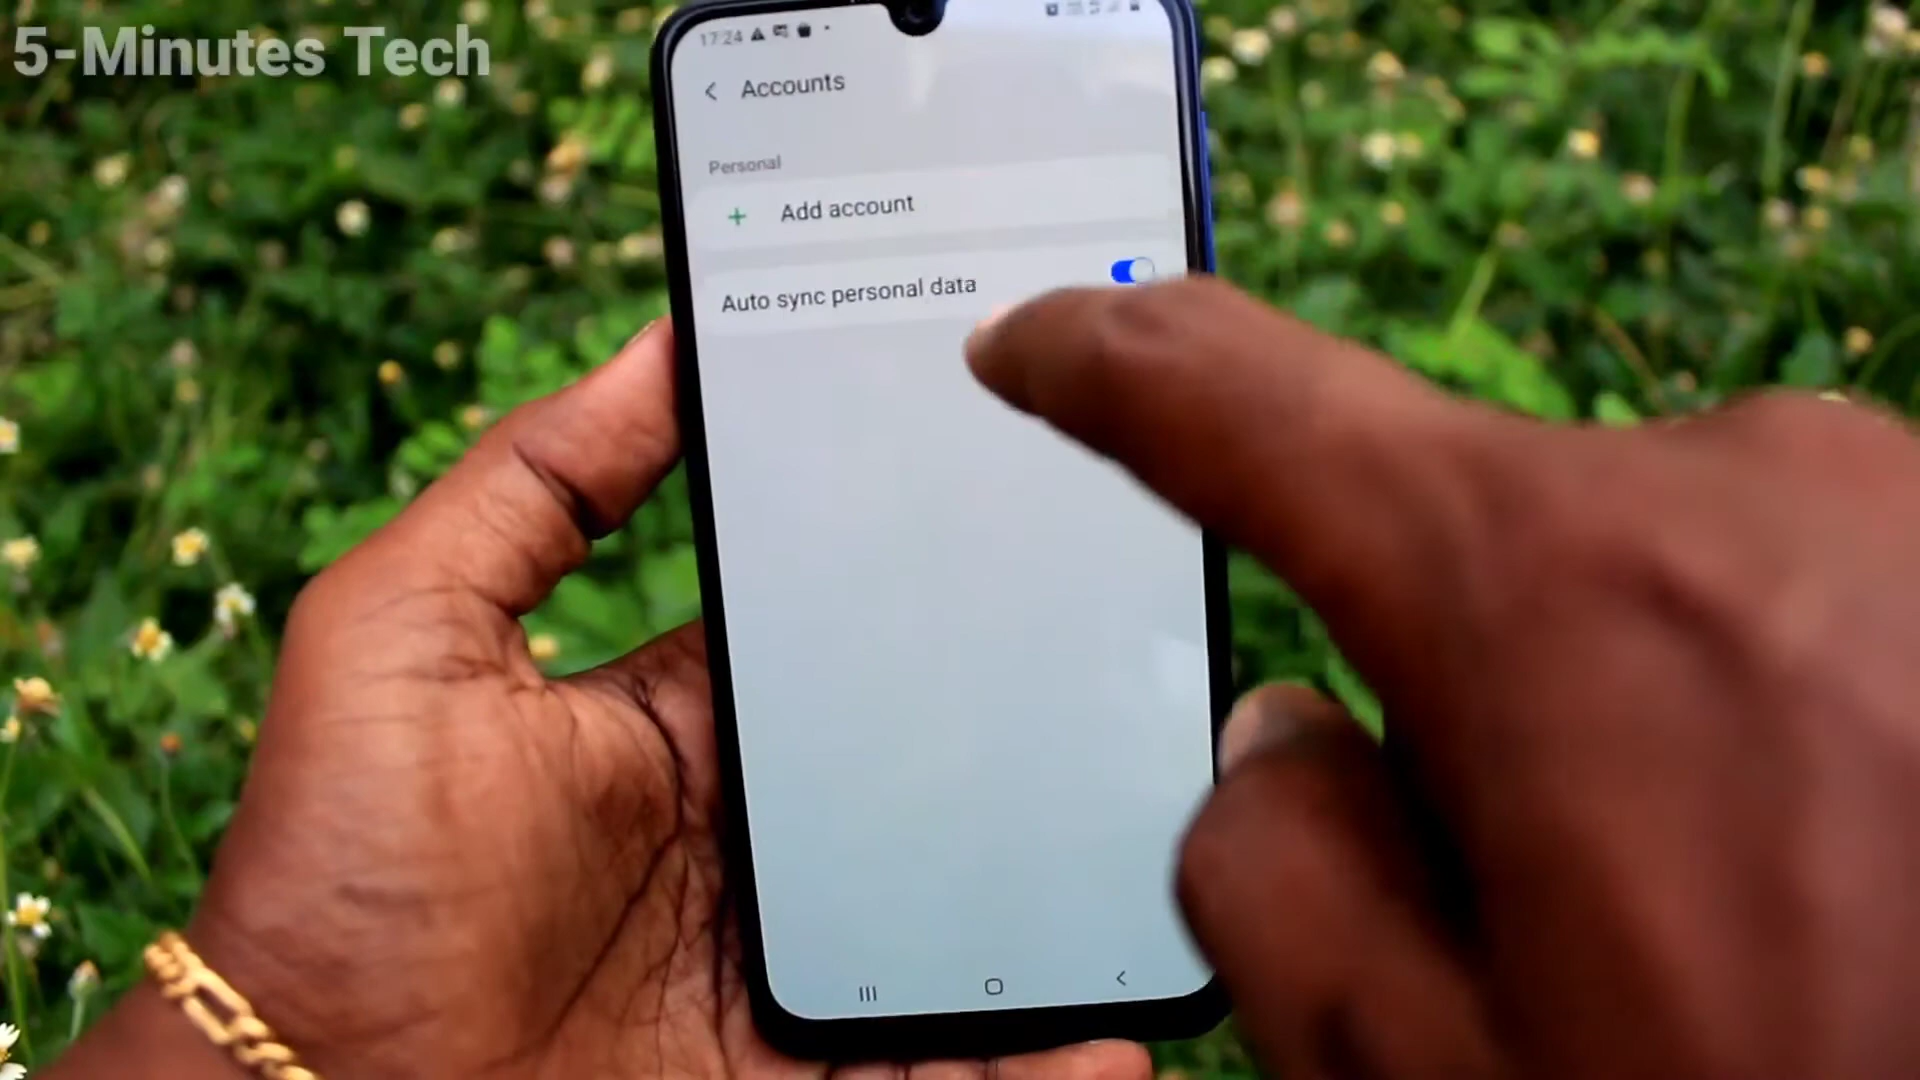 5-Minutes Tech
17:24
Accounts
Personal
Add account
Auto sync personal data